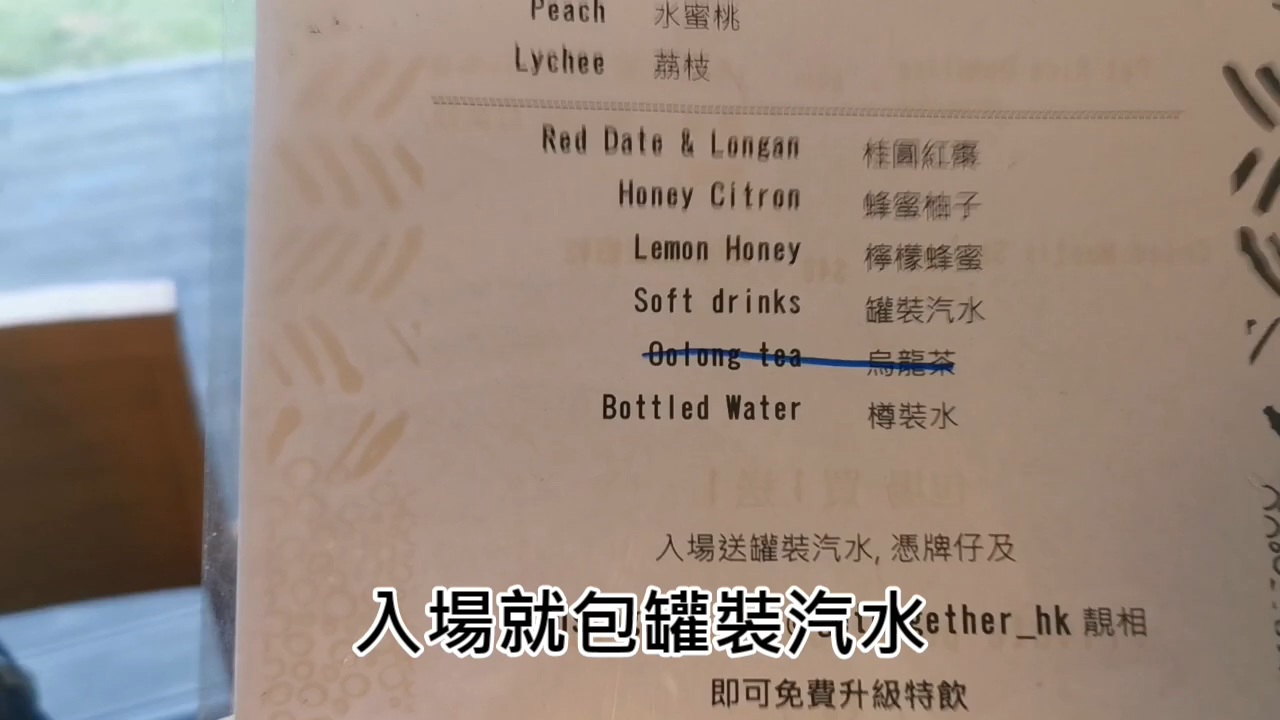 Peach 水蜜桃
Lychee 荔枝
Red Date & Longan 桂圓紅棗
Honey Citron 蜂蜜柚子
Lemon Honey 檸檬蜂蜜
Soft drinks 罐裝汽水
Oolong tea 烏龍茶
Bottled Water 樽裝水
入場送罐裝汽水, 憑牌仔及
gether_hk 靚相
入場就包罐裝汽水
即可免費升級特飲